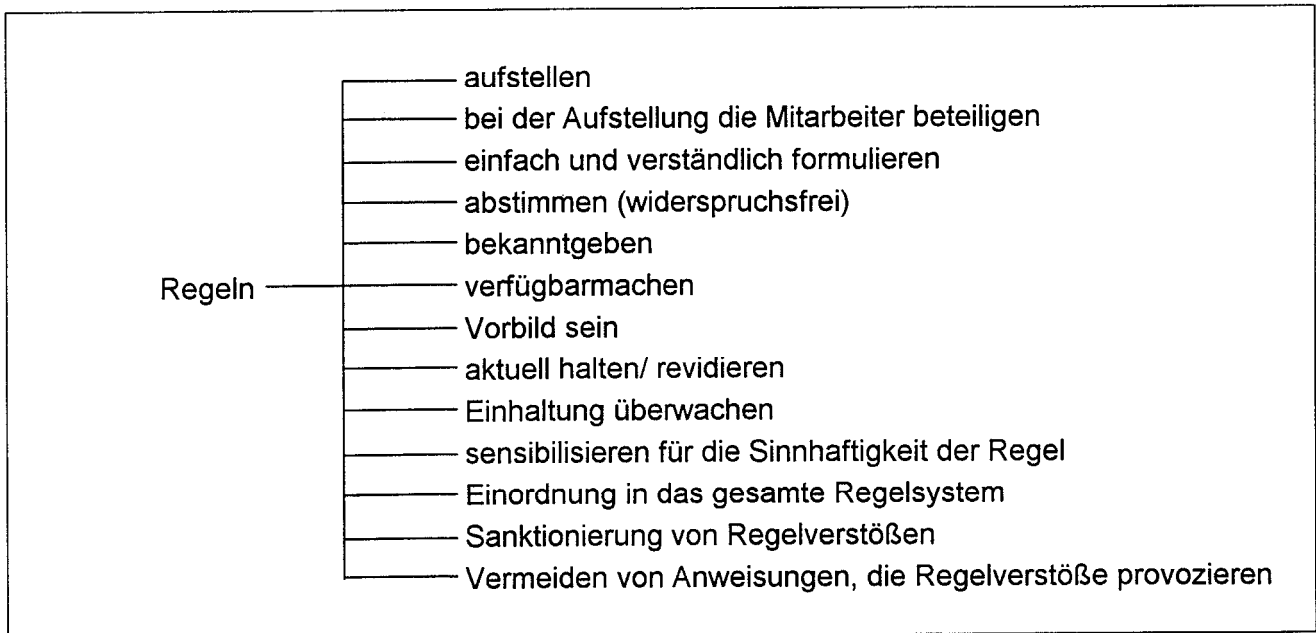 aufstellen
bei der Aufstellung die Mitarbeiter beteiligen
einfach und verständlich formulieren
abstimmen (widerspruchsfrei)
bekanntgeben
Regeln
verfügbarmachen
Vorbild sein
aktuell halten/ revidieren
Einhaltung überwachen
sensibilisieren für die Sinnhaftigkeit der Regel
Einordnung in das gesamte Regelsystem
Sanktionierung von Regelverstößen
Vermeiden von Anweisungen, die Regelverstöße provozieren